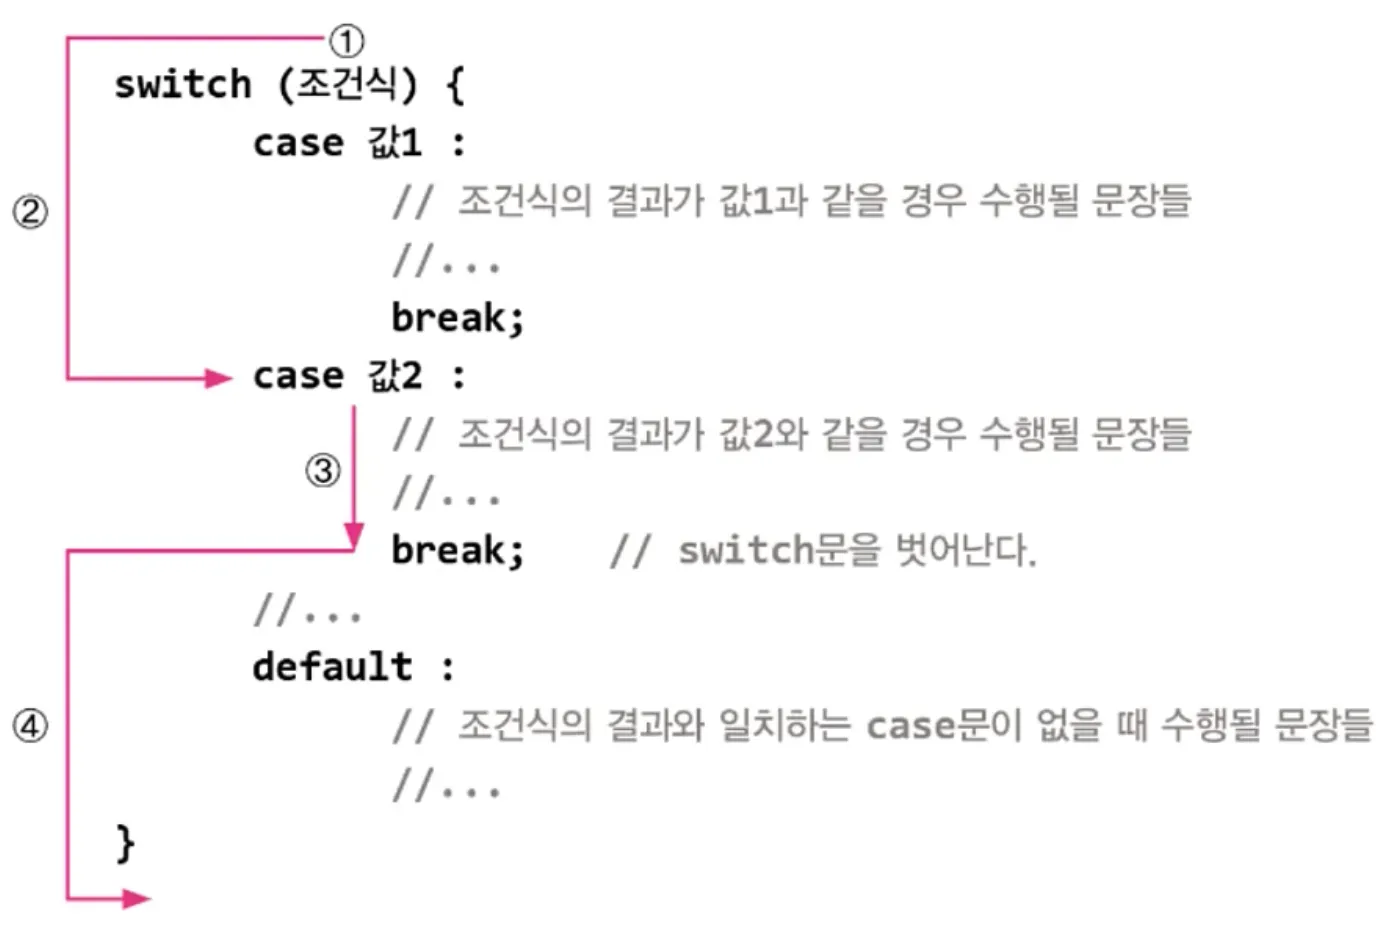 ①
switch (조건식) {
case 값1 :
② // 조건식의 결과가 값1과 같을 경우 수행될 문장들
//...
break;
case 값2 :
// 조건식의 결과가 값2와 같을 경우 수행될 문장들
③
//...
break; // switch문을 벗어난다.
//...
default :
④ // 조건식의 결과와 일치하는 case문이 없을 때 수행될 문장들
//...
}